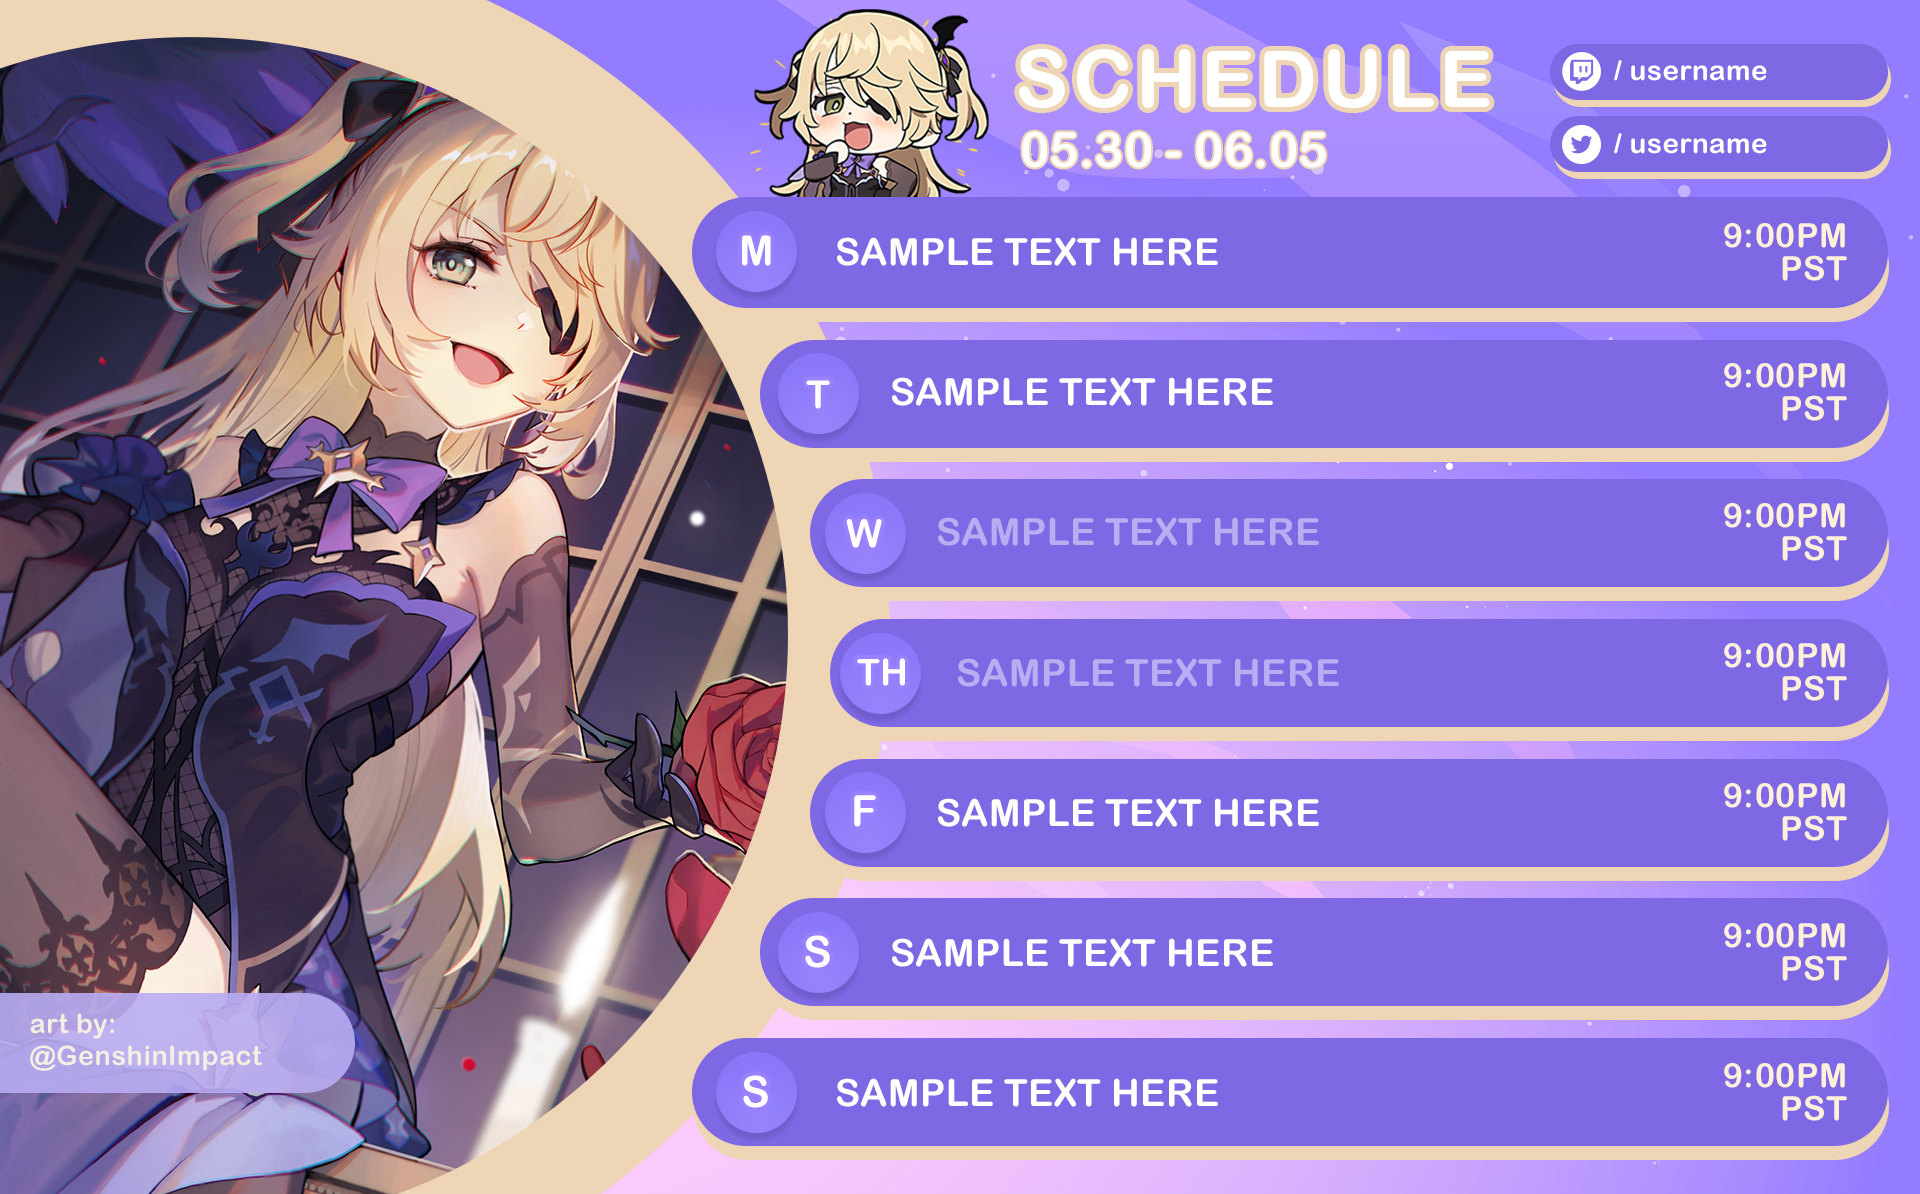 SCHEDULE
05.30 - 06.05
/ username
/ username
M
SAMPLE TEXT HERE
9:00PM
PST
T
SAMPLE TEXT HERE
9:00PM
PST
W
SAMPLE TEXT HERE
9:00PM
PST
TH
SAMPLE TEXT HERE
9:00PM
PST
F
SAMPLE TEXT HERE
9:00PM
PST
S
SAMPLE TEXT HERE
9:00PM
PST
S
SAMPLE TEXT HERE
9:00PM
PST
art by:
@GenshinImpact